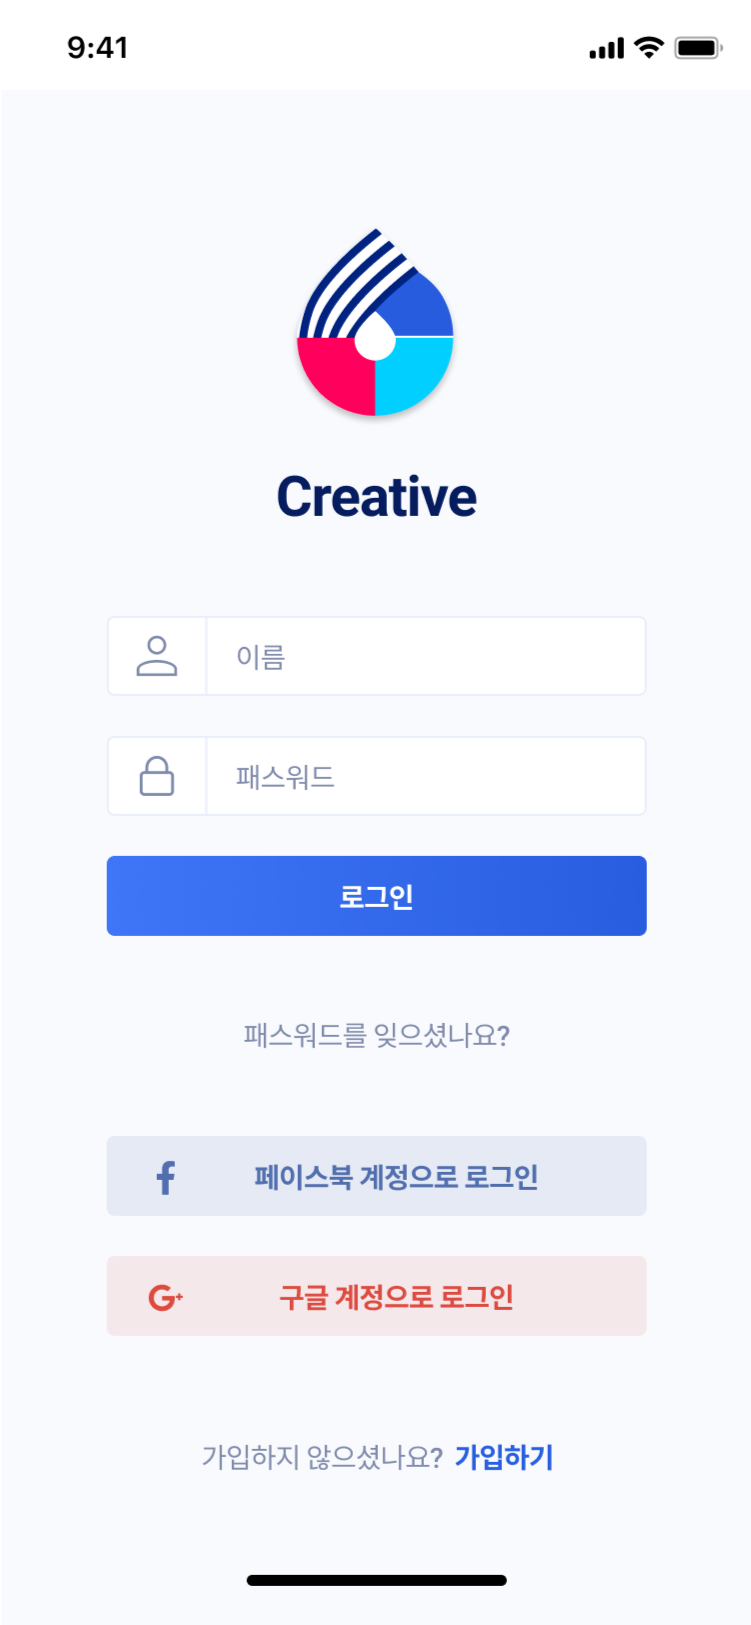 9:41
Creative
이름
패스워드
로그인
패스워드를 잊으셨나요?
페이스북 계정으로 로그인
G+ 구글 계정으로 로그인
가입하지 않으셨나요? 가입하기